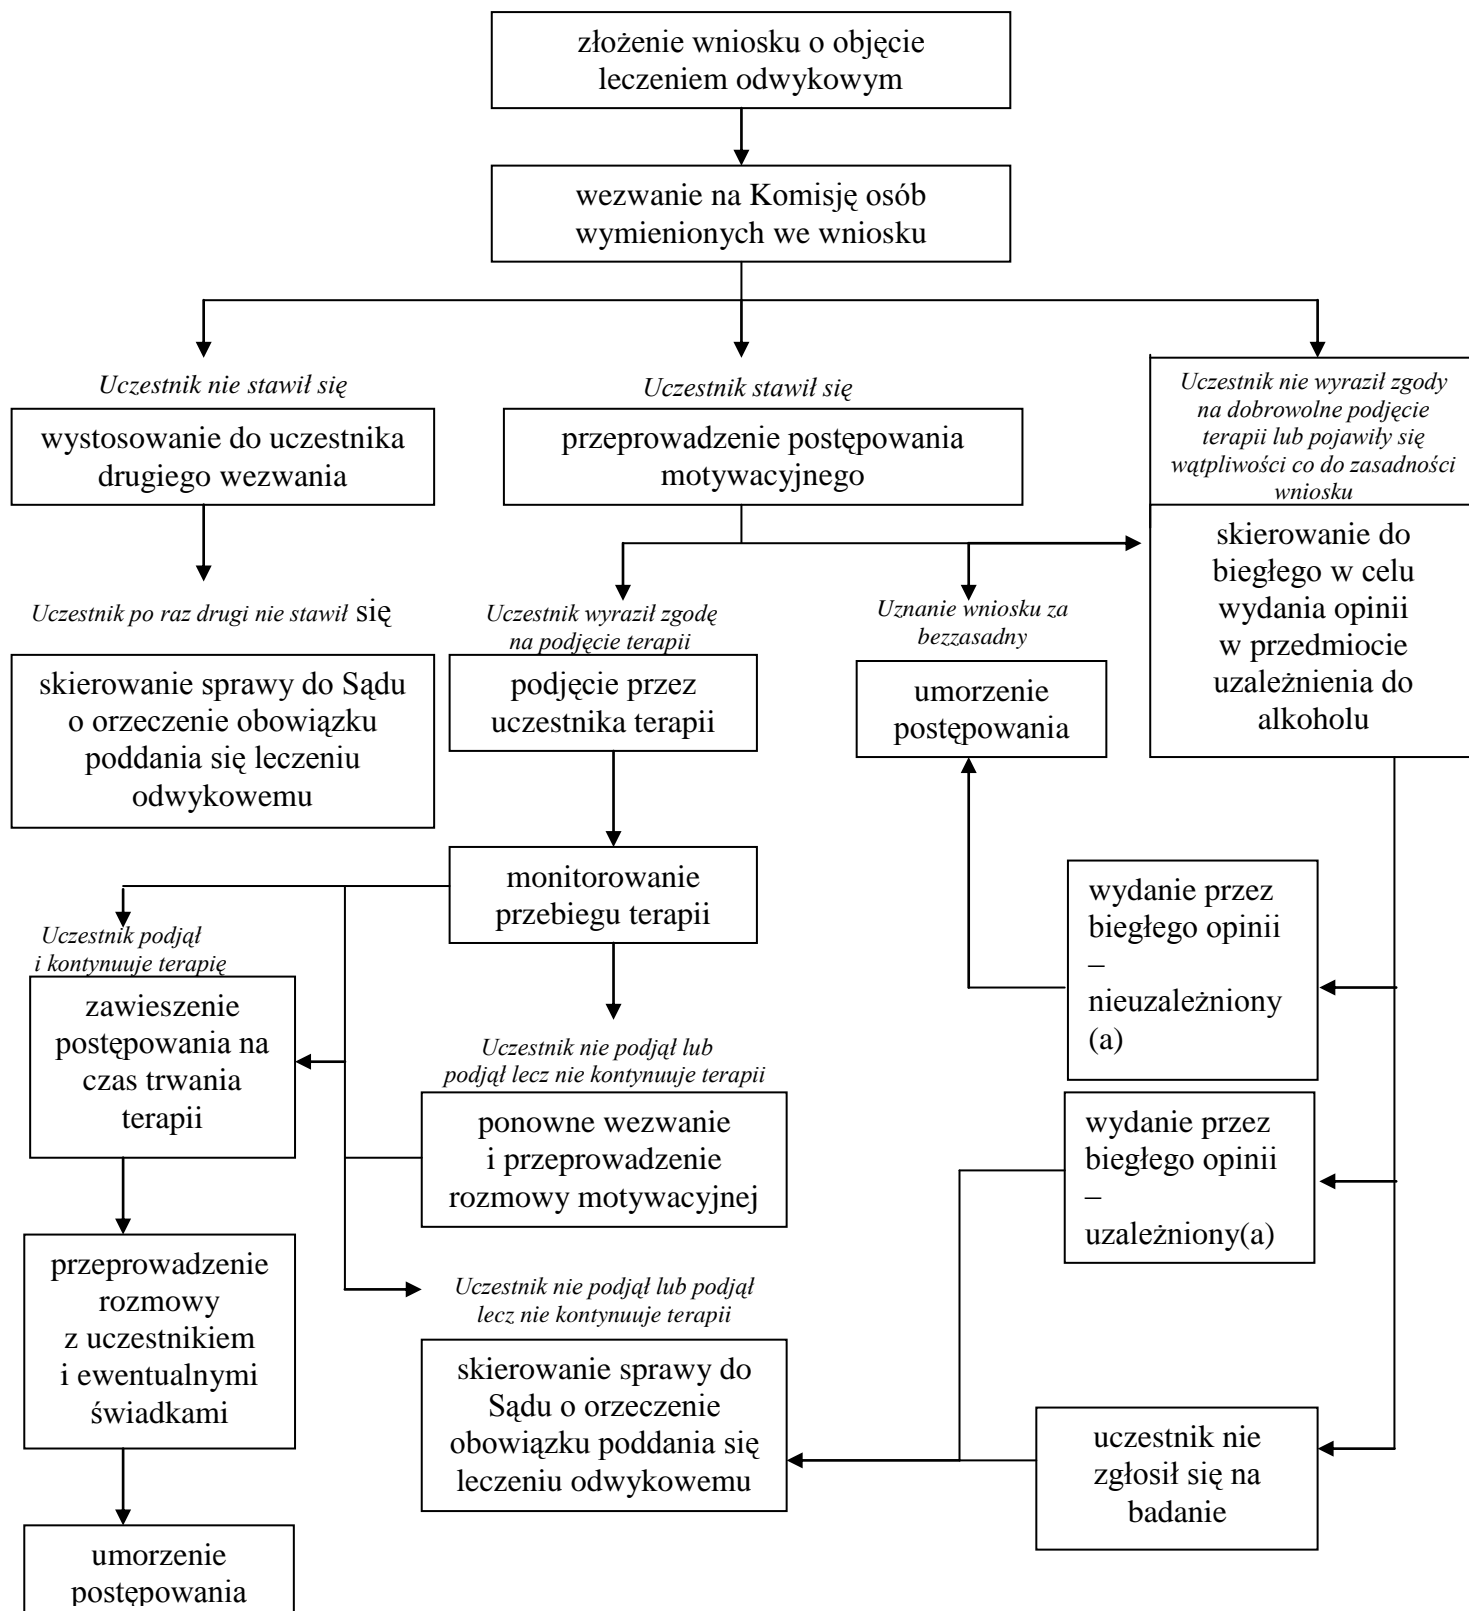 złożenie wniosku o objęcie
leczeniem odwykowym
wezwanie na Komisję osób
wymienionych we wniosku
Uczestnik nie stawił się
wystosowanie do uczestnika
drugiego wezwania
Uczestnik po raz drugi nie stawił się
skierowanie sprawy do Sądu
o orzeczenie obowiązku
poddania się leczeniu
odwykowemu
Uczestnik stawił się
przeprowadzenie postępowania
motywacyjnego
Uczestnik nie wyraził zgody
na dobrowolne podjęcie
terapii lub pojawiły się
wątpliwości co do zasadności
wniosku
skierowanie do
biegłego w celu
wydania opinii
w przedmiocie
uzależnienia do
alkoholu
Uczestnik wyraził zgodę
na podjęcie terapii
podjęcie przez
uczestnika terapii
Uznanie wniosku za
bezzasadny
umorzenie
postępowania
monitorowanie
przebiegu terapii
wydanie przez
biegłego opinii
–
nieuzależniony
(a)
Uczestnik podjął
i kontynuuje terapię
zawieszenie
postępowania na
czas trwania
terapii
Uczestnik nie podjął lub
podjął lecz nie kontynuuje terapii
ponowne wezwanie
i przeprowadzenie
rozmowy motywacyjnej
wydanie przez
biegłego opinii
–
uzależniony(a)
przeprowadzenie
rozmowy
z uczestnikiem
i ewentualnymi
świadkami
Uczestnik nie podjął lub podjął
lecz nie kontynuuje terapii
skierowanie sprawy do
Sądu o orzeczenie
obowiązku poddania się
leczeniu odwykowemu
uczestnik nie
zgłosił się na
badanie
umorzenie
postępowania